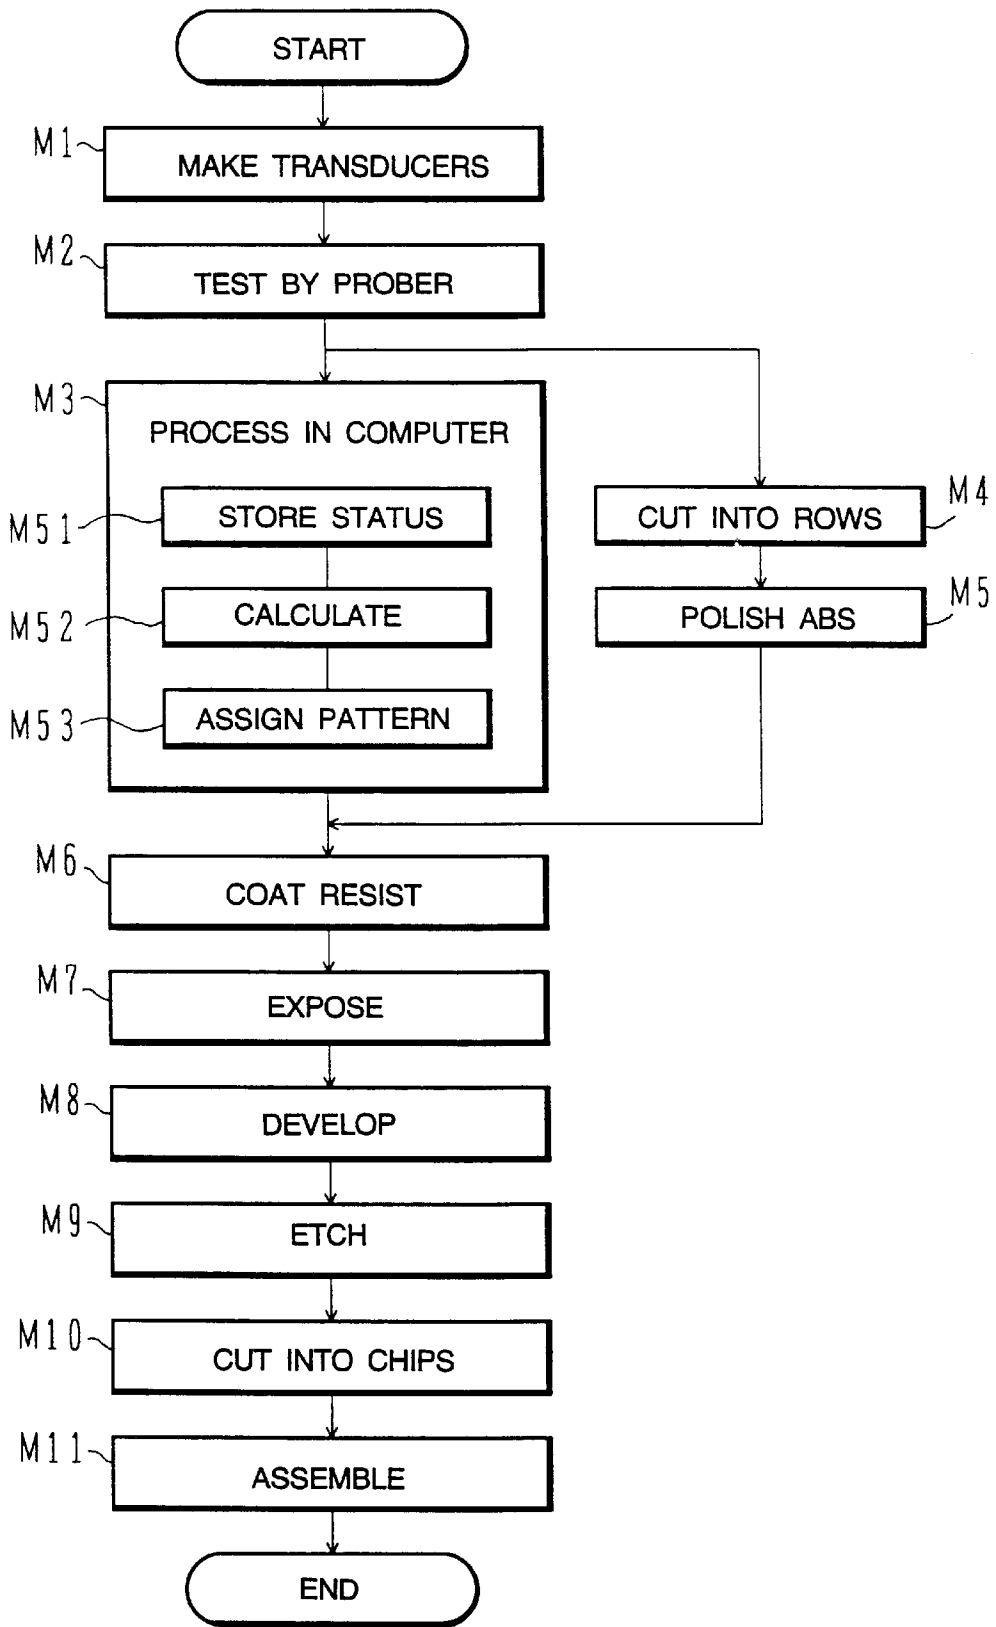 START
M1
MAKE TRANSDUCERS
M2
TEST BY PROBER
M3
PROCESS IN COMPUTER
M51
STORE STATUS
M52
CALCULATE
M53
ASSIGN PATTERN
M4
CUT INTO ROWS
M5
POLISH ABS
M6
COAT RESIST
M7
EXPOSE
M8
DEVELOP
M9
ETCH
M10
CUT INTO CHIPS
M11
ASSEMBLE
END